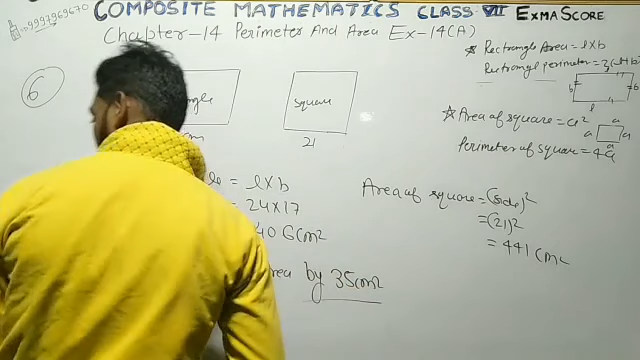 9997969670
COMPOSITE MATHEMATICS CLASS VII EXMASCORE
Chapter-14 Perimeter And Area Ex-14(A)
6
square
21
* Rectangle Area = l×b
Rectangle perimeter = 2(l+b)
b
b
l
☆ Area of square = a²
a
a
a
a
Perimeter of square = 4a
= l×b
= 24×17
408cm²
by 35cm²
Area of square = (side)²
= (21)²
= 441 cm²